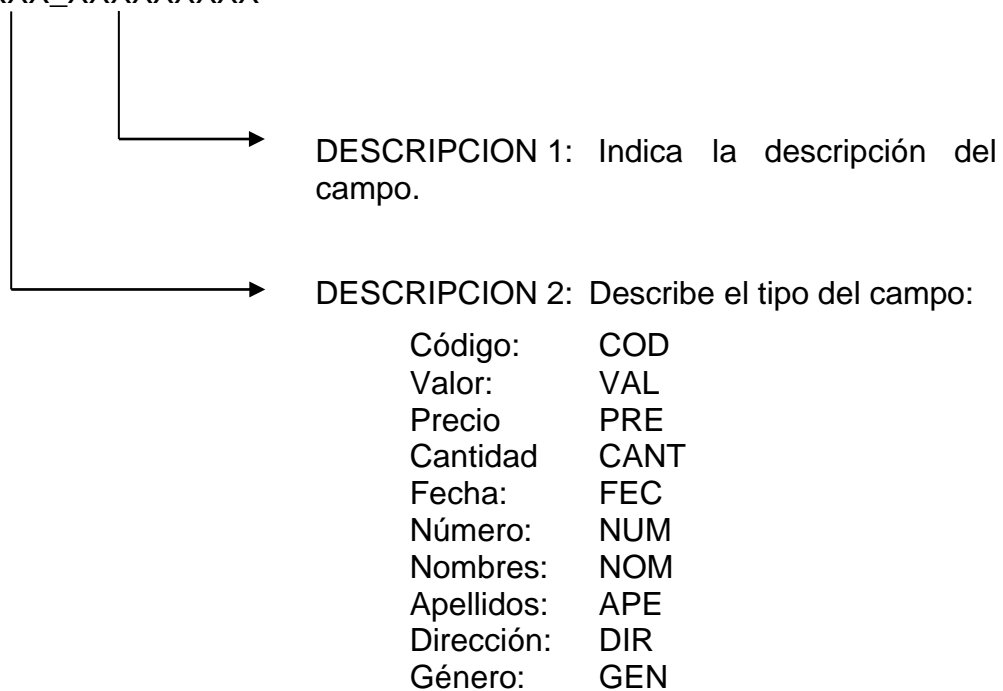 DESCRIPCION 1: Indica la descripción del
campo.
DESCRIPCION 2: Describe el tipo del campo:
Código: COD
Valor: VAL
Precio PRE
Cantidad CANT
Fecha: FEC
Número: NUM
Nombres: NOM
Apellidos: APE
Dirección: DIR
Género: GEN